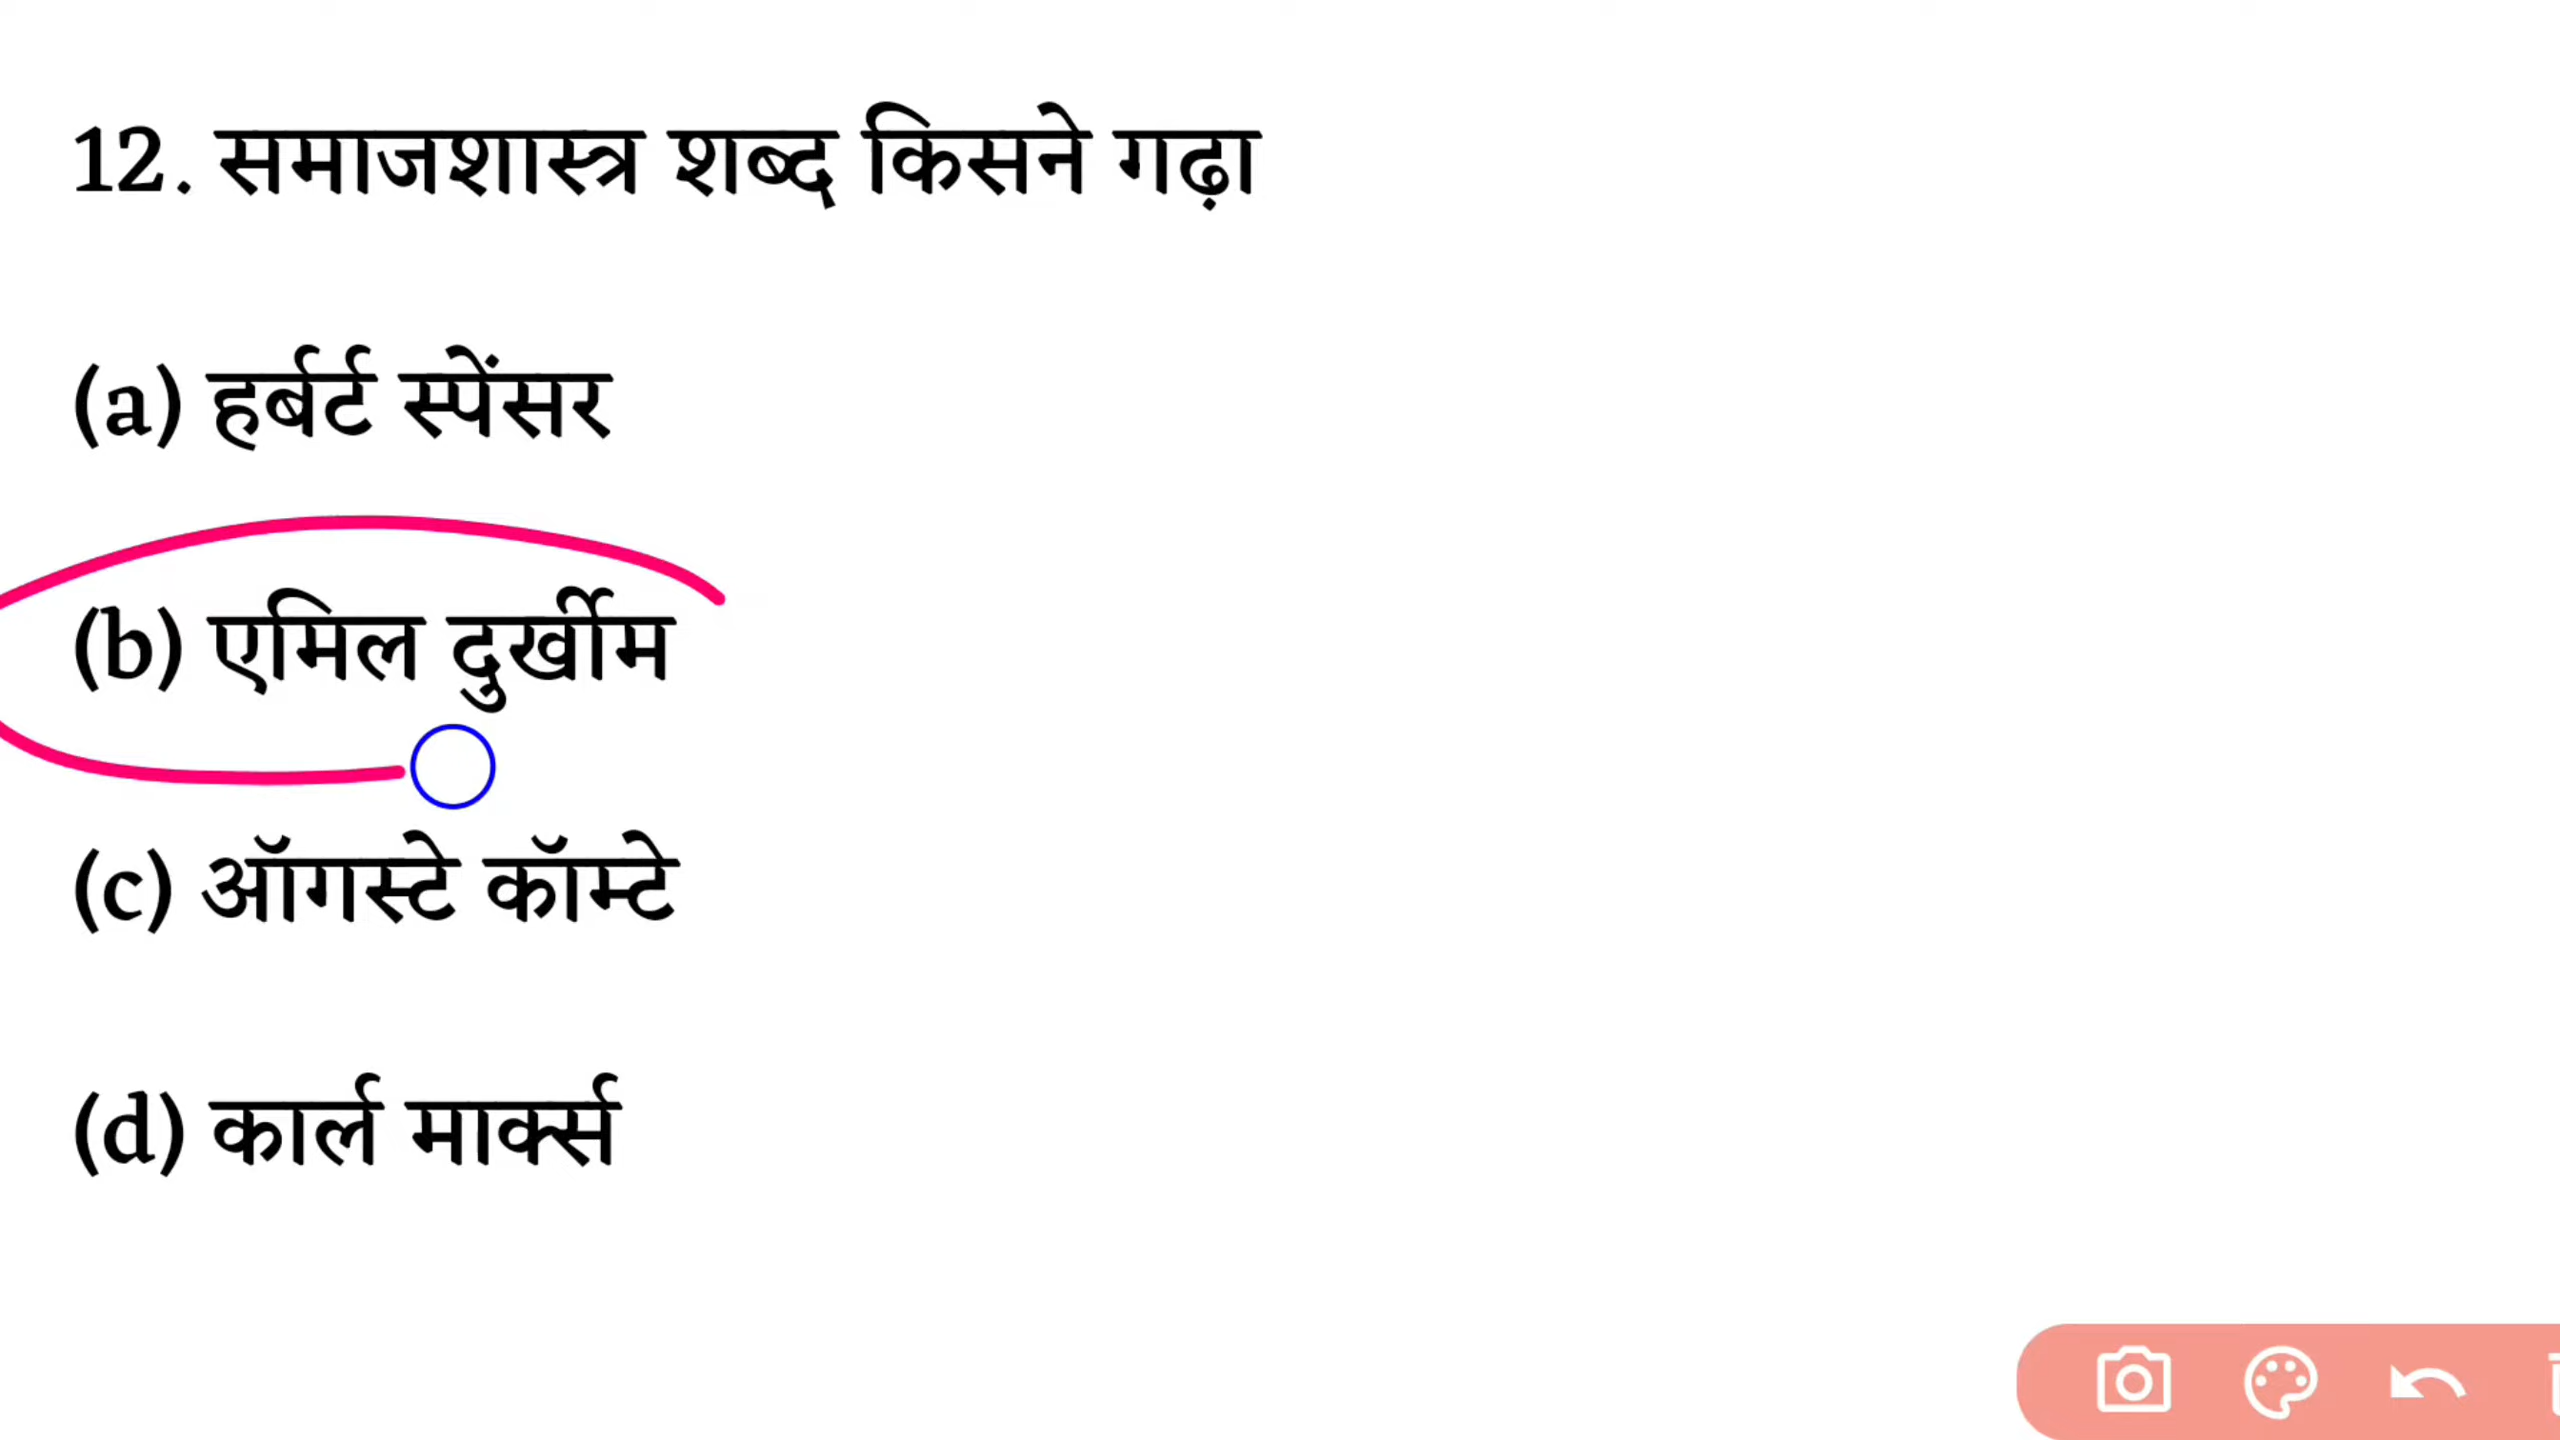 12. समाजशास्त्र शब्द किसने गढ़ा
(a) हर्बर्ट स्पेंसर
(b) एमिल दुर्खीम
(c) ऑगस्टे कॉम्टे
(d) कार्ल मार्क्स